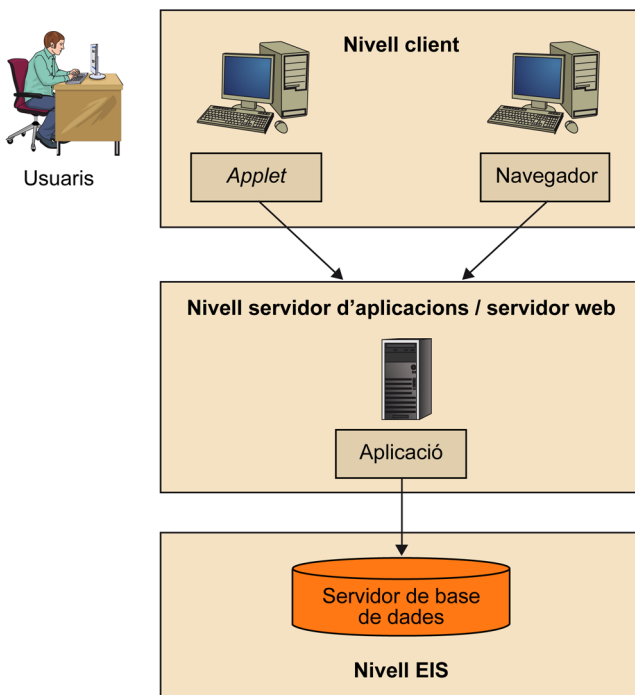 Nivell client
Usuaris
Applet
Navegador
Nivell servidor d’aplicacions / servidor web
Aplicació
Servidor de base
de dades
Nivell EIS